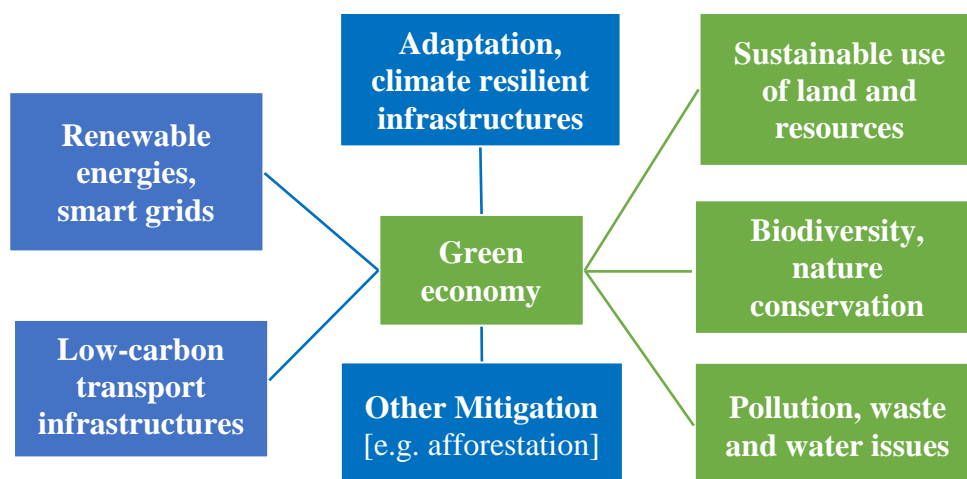 Adaptation,
climate resilient
infrastructures
Sustainable use
of land and
resources
Renewable
energies,
smart grids
Green
economy
Biodiversity,
nature
conservation
Low-carbon
transport
infrastructures
Other Mitigation
[e.g. afforestation]
Pollution, waste
and water issues